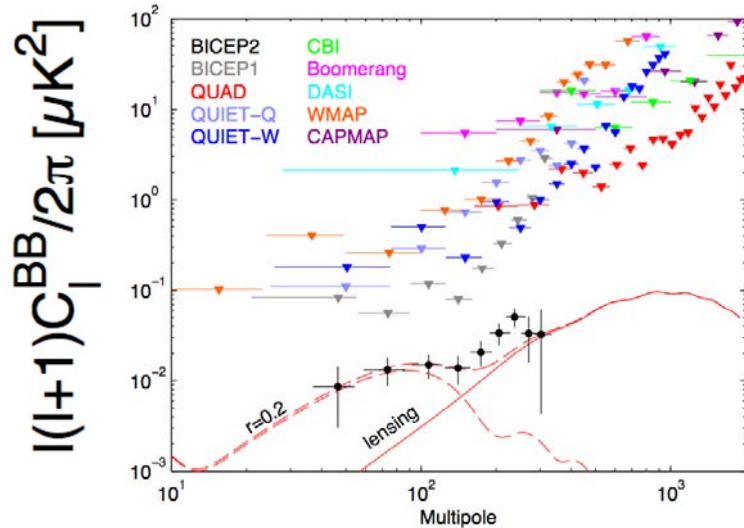 l(l+1)C_l^BB/2π [μK²]
10²
10¹
10⁰
10⁻¹
10⁻²
10⁻³
BICEP2
BICEP1
QUAD
QUIET-Q
QUIET-W
CBI
Boomerang
DASI
WMAP
CAPMAP
r=0.2
lensing
10¹
10²
10³
Multipole